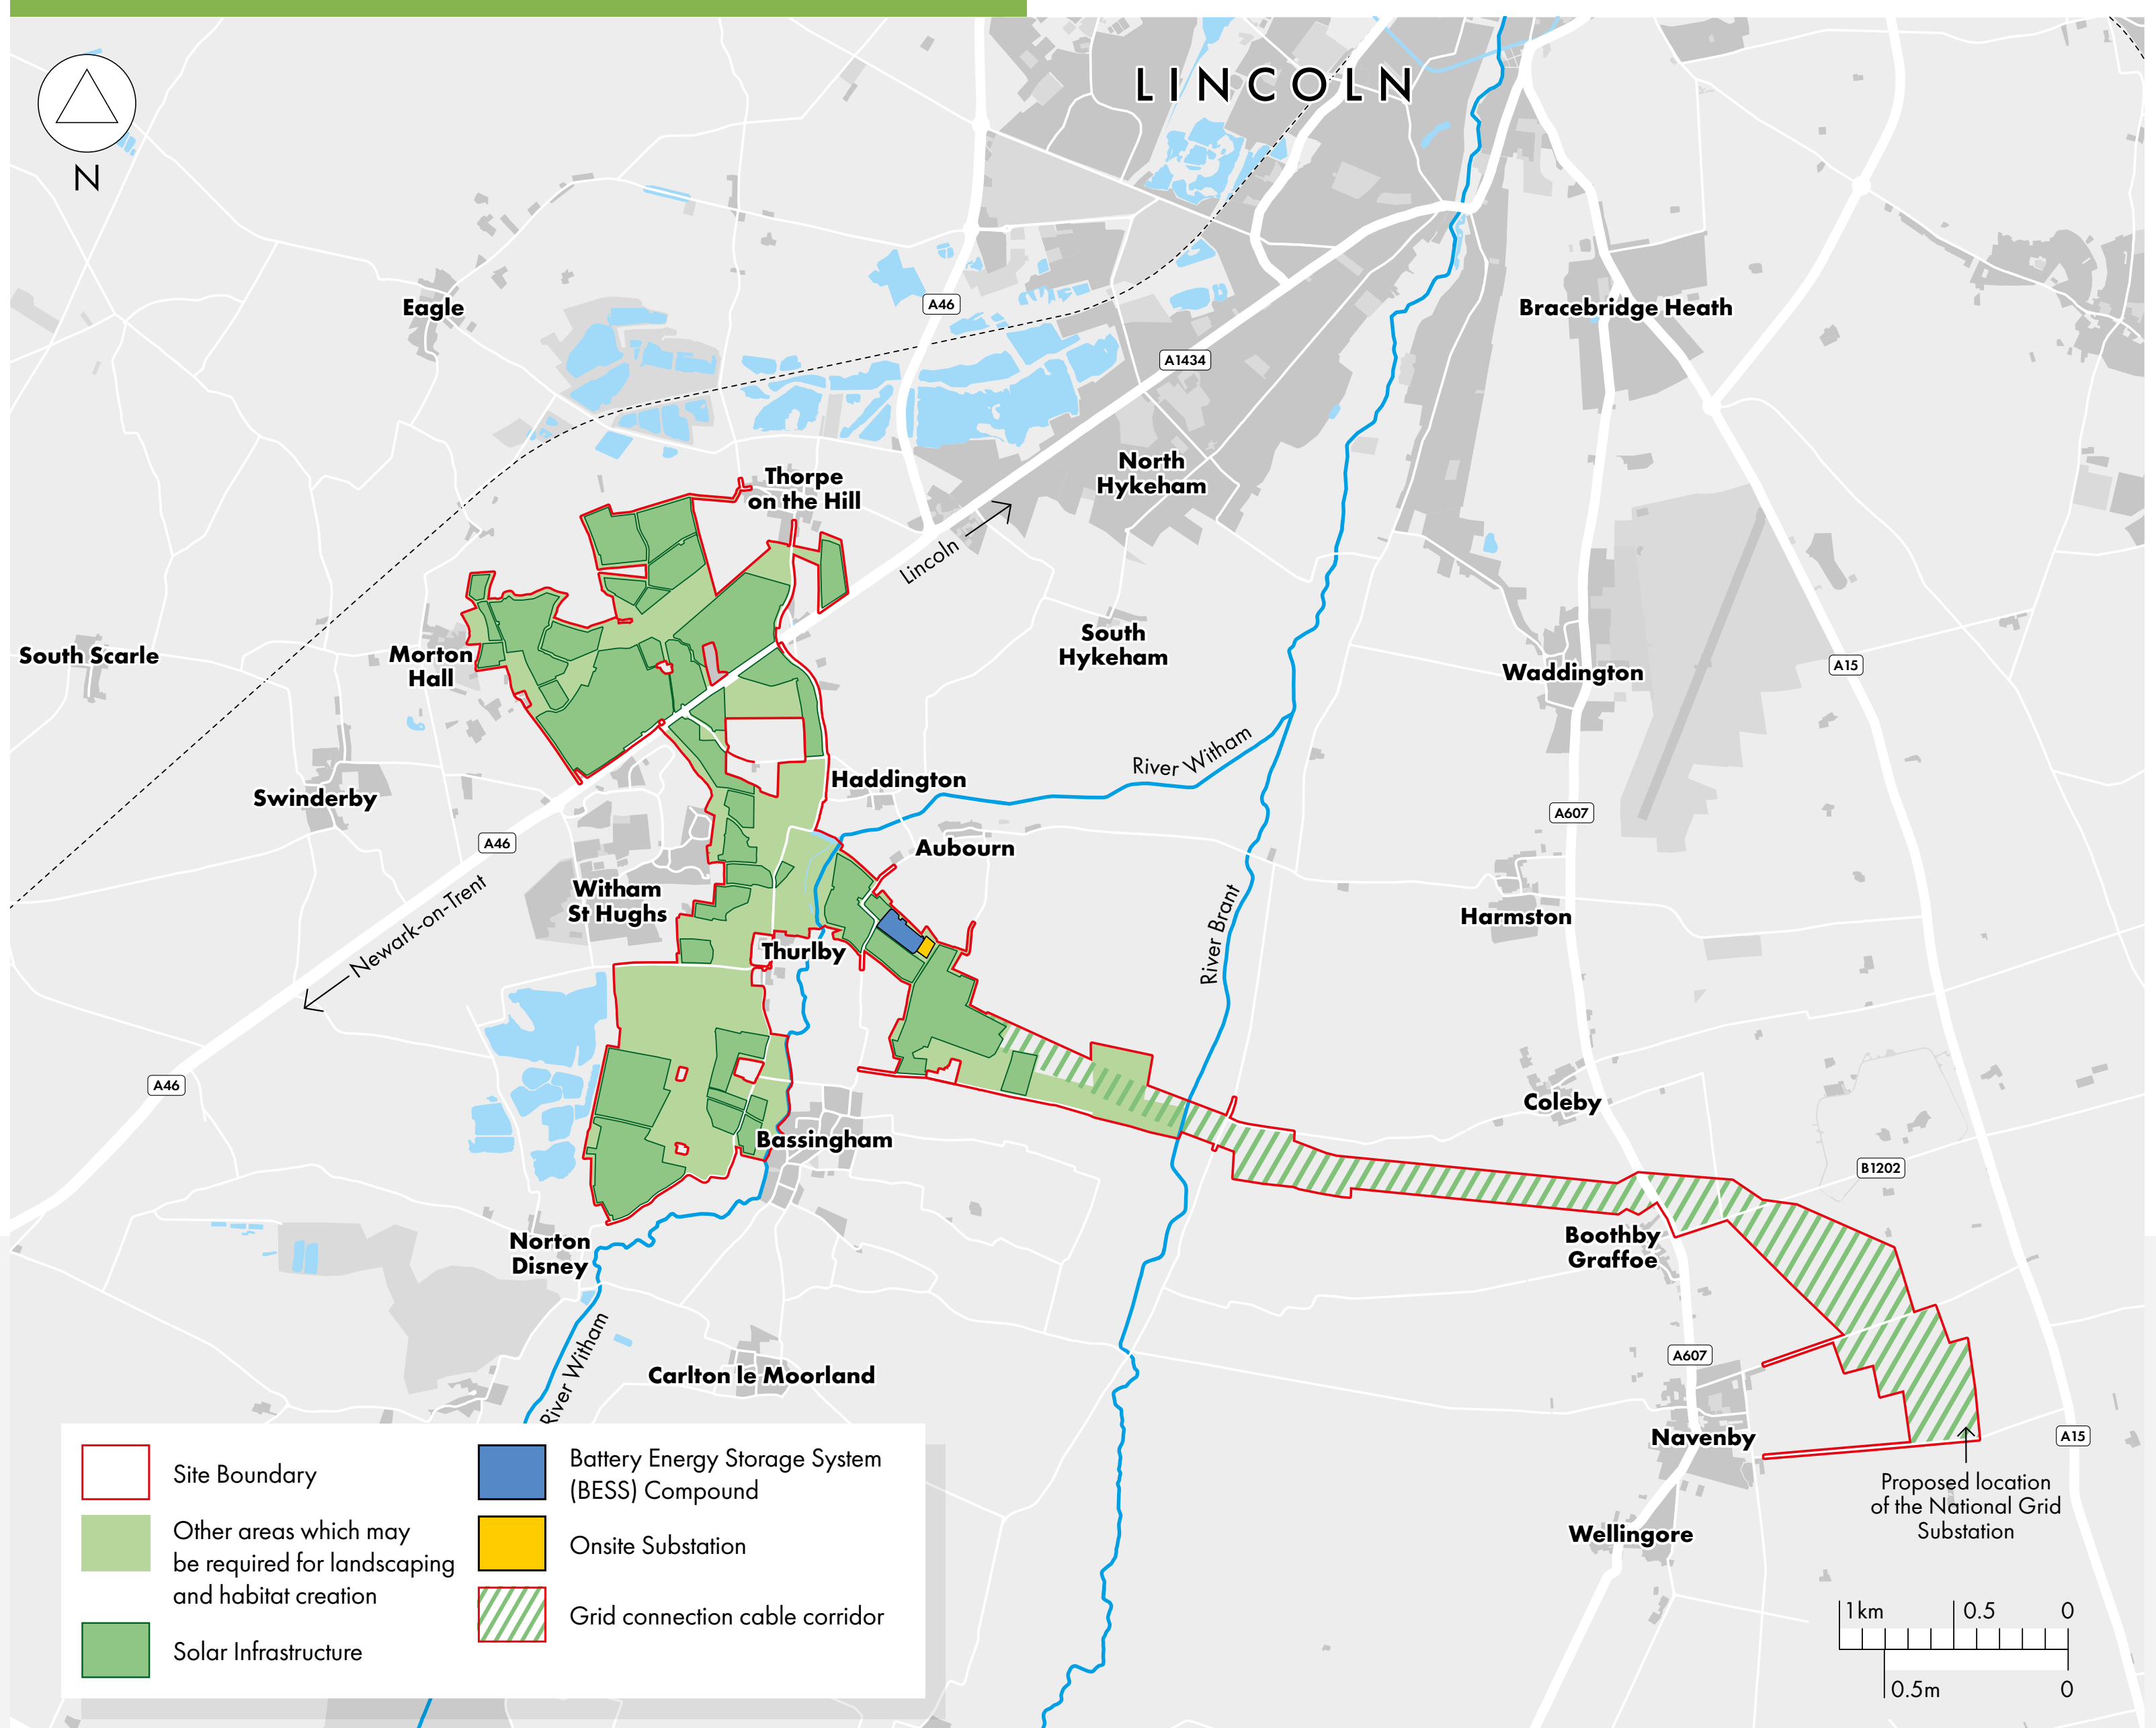 LINCOLN
N
Eagle
A46
Bracebridge Heath
A1434
North
Hykeham
Thorpe
on the Hill
Lincoln
South
Hykeham
South Scarle
Morton
Hall
Waddington
A15
River Witham
Haddington
Swinderby
A607
A46
Aubourn
Witham
St Hughs
Newark-on-Trent
River Brant
Harmston
Thurlby
A46
Coleby
Bassingham
B1202
Norton
Disney
Boothby
Graffoe
River Witham
A607
Carlton le Moorland
Navenby
A15
Proposed location
of the National Grid
Substation
Wellingore
Site Boundary
Other areas which may
be required for landscaping
and habitat creation
Solar Infrastructure
Battery Energy Storage System
(BESS) Compound
Onsite Substation
Grid connection cable corridor
1km 0.5 0
0.5m 0